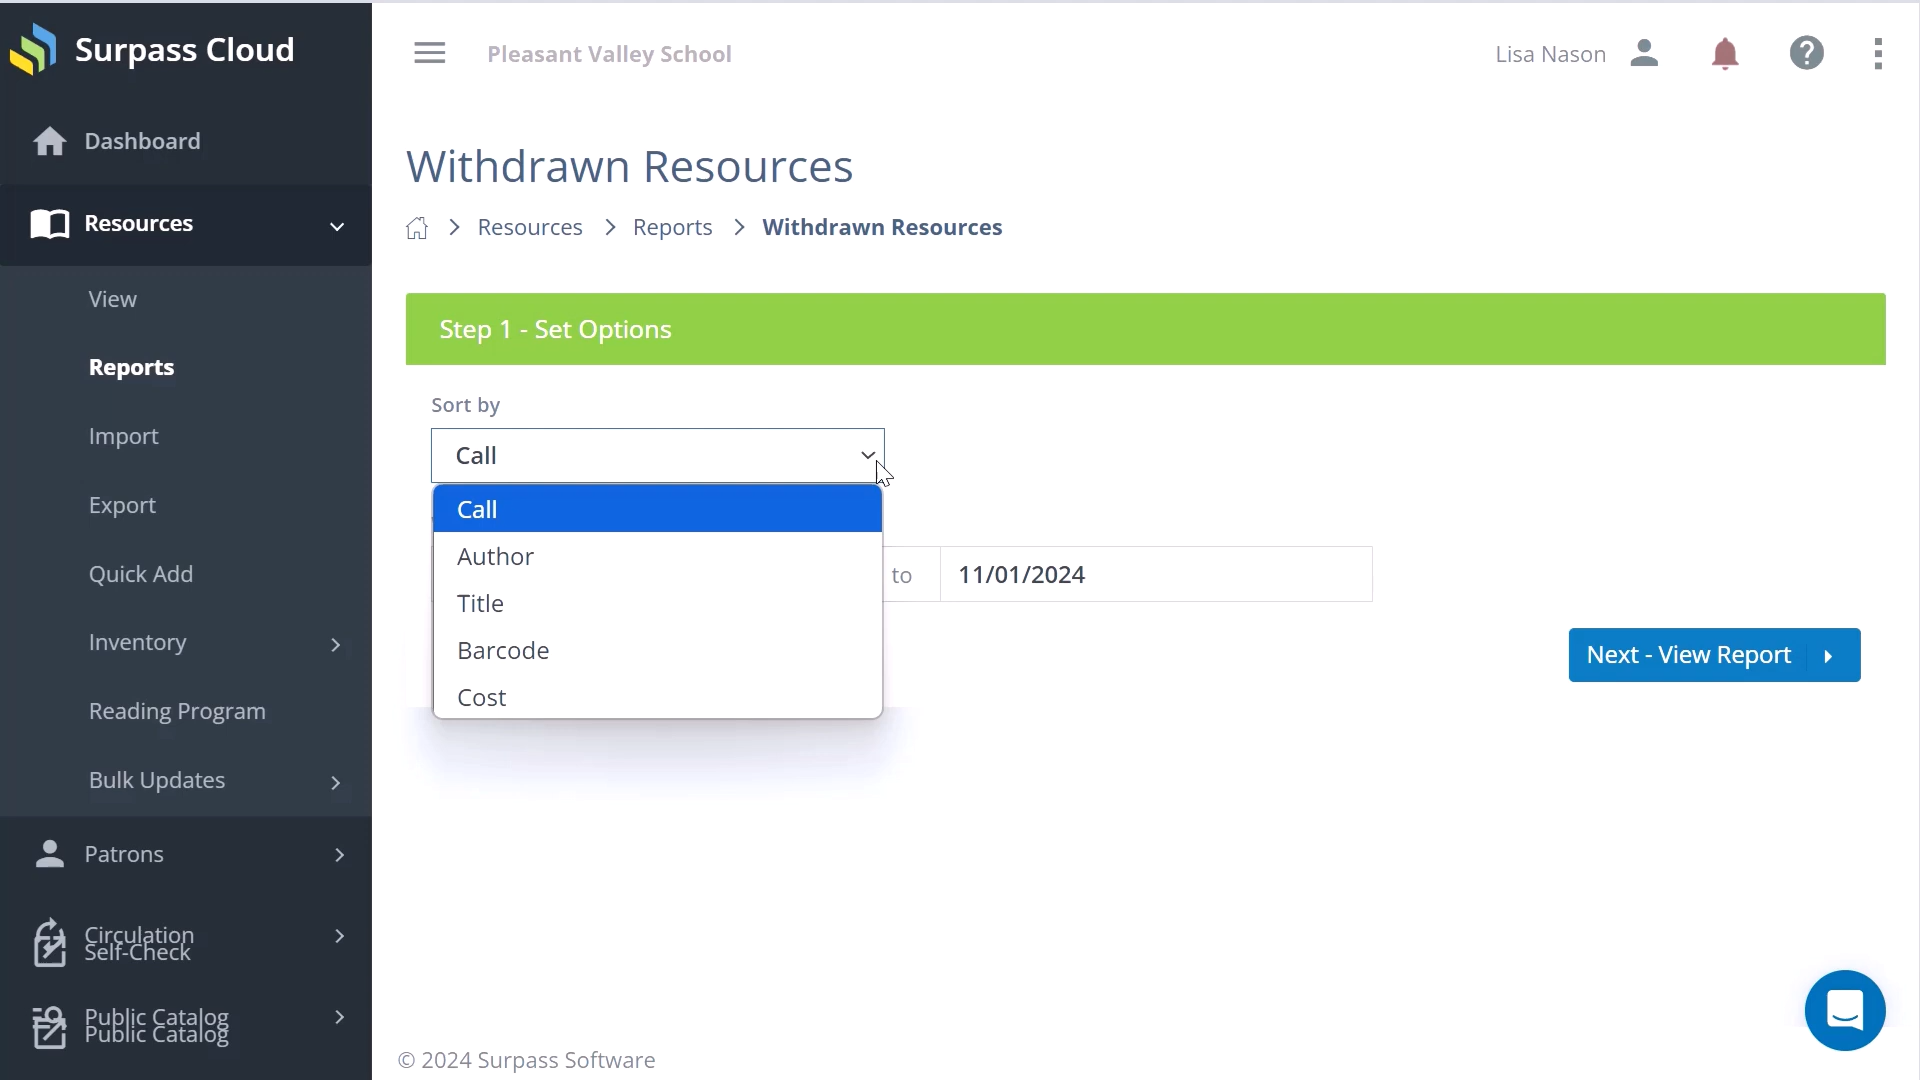 Surpass Cloud
Pleasant Valley School
Lisa Nason
Dashboard
Resources
View
Reports
Import
Export
Quick Add
Inventory
Reading Program
Bulk Updates
Patrons
Circulation
Self-Check
Public Catalog
Public Catalog
Withdrawn Resources
Resources
Reports
Withdrawn Resources
Step 1 - Set Options
Sort by
Call
Call
Author
Title
Barcode
Cost
to
11/01/2024
Next - View Report
© 2024 Surpass Software